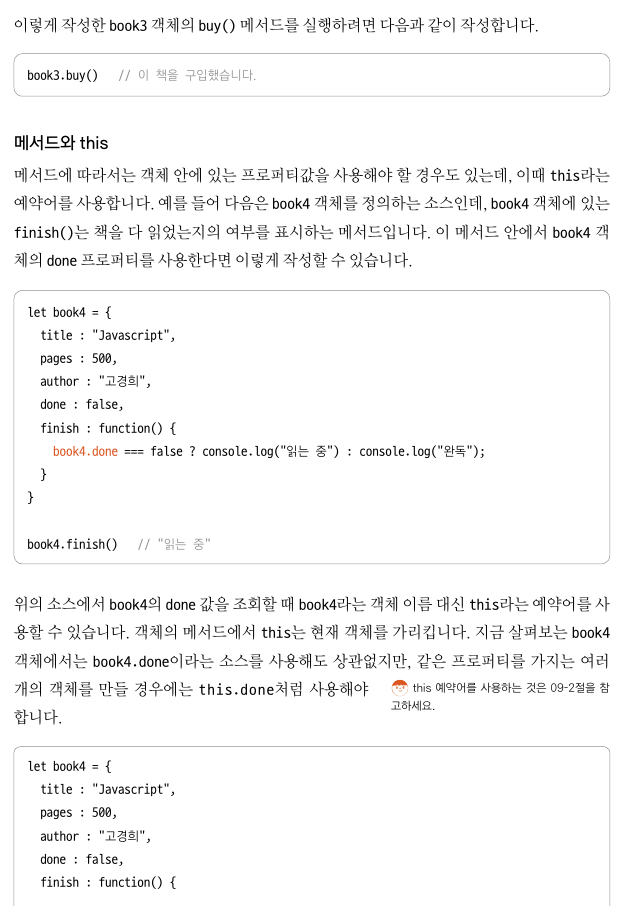 이렇게 작성한 book3 객체의 buy() 메서드를 실행하려면 다음과 같이 작성합니다.
book3.buy()   // 이 책을 구입했습니다.
메서드와 this
메서드에 따라서는 객체 안에 있는 프로퍼티값을 사용해야 할 경우도 있는데, 이때 this라는
예약어를 사용합니다. 예를 들어 다음은 book4 객체를 정의하는 소스인데, book4 객체에 있는
finish()는 책을 다 읽었는지의 여부를 표시하는 메서드입니다. 이 메서드 안에서 book4 객
체의 done 프로퍼티를 사용한다면 이렇게 작성할 수 있습니다.
let book4 = {
  title : "Javascript",
  pages : 500,
  author : "고경희",
  done : false,
  finish : function() {
    book4.done === false ? console.log("읽는 중") : console.log("완독");
  }
}
book4.finish()   // "읽는 중"
위의 소스에서 book4의 done 값을 조회할 때 book4라는 객체 이름 대신 this라는 예약어를 사
용할 수 있습니다. 객체의 메서드에서 this는 현재 객체를 가리킵니다. 지금 살펴보는 book4
객체에서는 book4.done이라는 소스를 사용해도 상관없지만, 같은 프로퍼티를 가지는 여러
개의 객체를 만들 경우에는 this.done처럼 사용해야
합니다.
this 예약어를 사용하는 것은 09-2절을 참
고하세요.
let book4 = {
  title : "Javascript",
  pages : 500,
  author : "고경희",
  done : false,
  finish : function() {